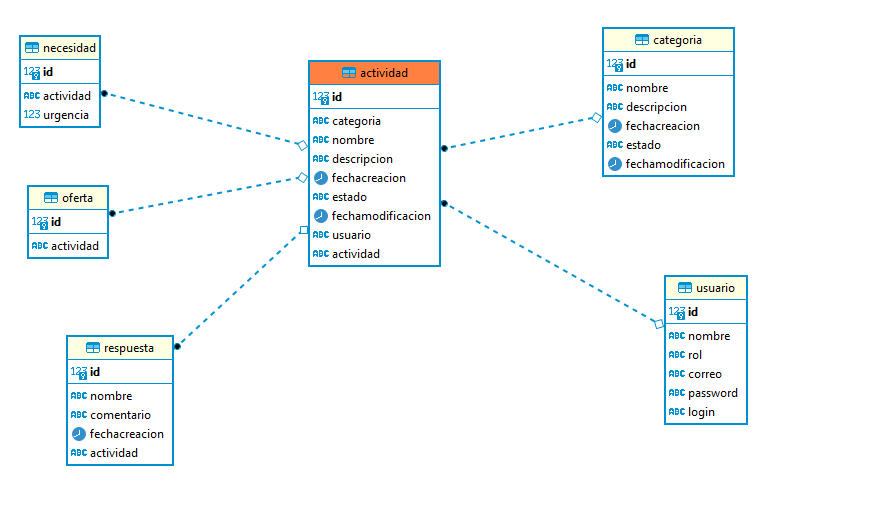 necesidad
123 id
ABC actividad
123 urgencia
oferta
123 id
ABC actividad
respuesta
123 id
ABC nombre
ABC comentario
fechacreacion
ABC actividad
actividad
123 id
ABC categoria
ABC nombre
ABC descripcion
fechacreacion
ABC estado
fechamodificacion
ABC usuario
ABC actividad
categoria
123 id
ABC nombre
ABC descripcion
fechacreacion
ABC estado
fechamodificacion
usuario
123 id
ABC nombre
ABC rol
ABC correo
ABC password
ABC login